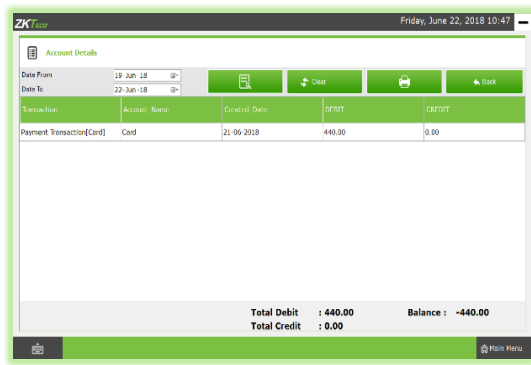 ZKTeco
Friday, June 22, 2018 10:47
Account Details
Date From 19-Jun-18
Date To 22-Jun-18
Clear
Back
Transaction Account Name Created Date DEBIT CREDIT
Payment Transaction[Card] Card 21-06-2018 440.00 0.00
Total Debit : 440.00 Balance : -440.00
Total Credit : 0.00
Main Menu